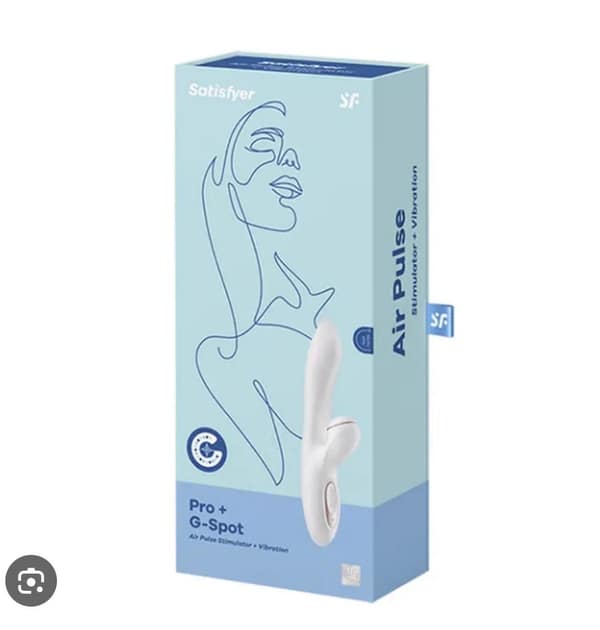 Satisfyer
SF
Air Pulse
Stimulator + Vibration
SF
Pro +
G-Spot
Air Pulse Stimulator + Vibration